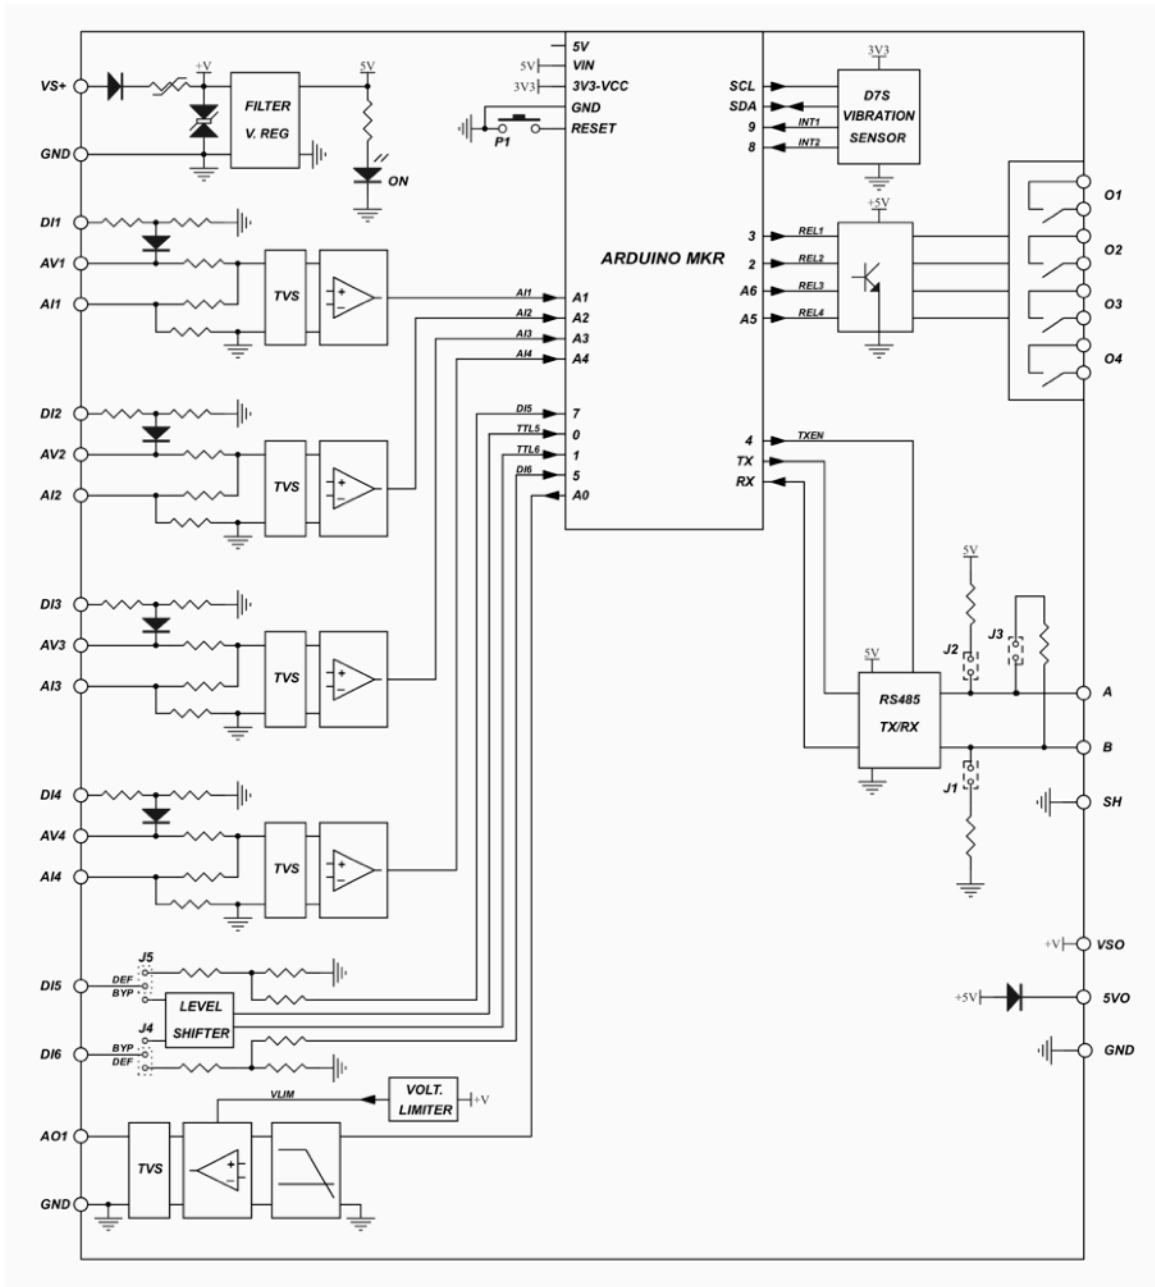 5V
5V VIN
3V3 3V3-VCC
GND
RESET
P1
ARDUINO MKR
VS+
+V
FILTER
V. REG
5V
GND
ON
SCL
SDA
9 INT1
8 INT2
3V3
D7S
VIBRATION
SENSOR
3 REL1
2 REL2
A6 REL3
A5 REL4
+5V
O1
O2
O3
O4
DI1
AV1
AI1
TVS
+
−
AI1 A1
AI2 A2
AI3 A3
AI4 A4
DI2
AV2
AI2
TVS
+
−
DI5 7
TTL5 0
TTL6 1
DI6 5
A0
4 TXEN
TX
RX
DI3
AV3
AI3
TVS
+
−
5V
J2
J3
5V
RS485
TX/RX
A
B
J1
SH
DI4
AV4
AI4
TVS
+
−
J5
DEF
DI5
BYP
LEVEL
SHIFTER
J4
BYP
DI6
DEF
+V VSO
+5V 5VO
GND
VLIM
VOLT.
LIMITER
+V
AO1
TVS
+
−
GND